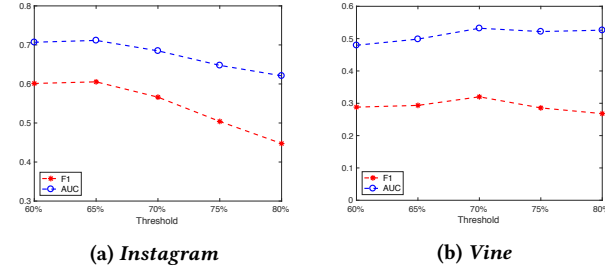 0.8
0.7
0.6
0.5
0.4
0.3
60% 65% 70% 75% 80%
Threshold
F1
AUC
(a) Instagram
0.6
0.5
0.4
0.3
0.2
0.1
0
60% 65% 70% 75% 80%
Threshold
F1
AUC
(b) Vine